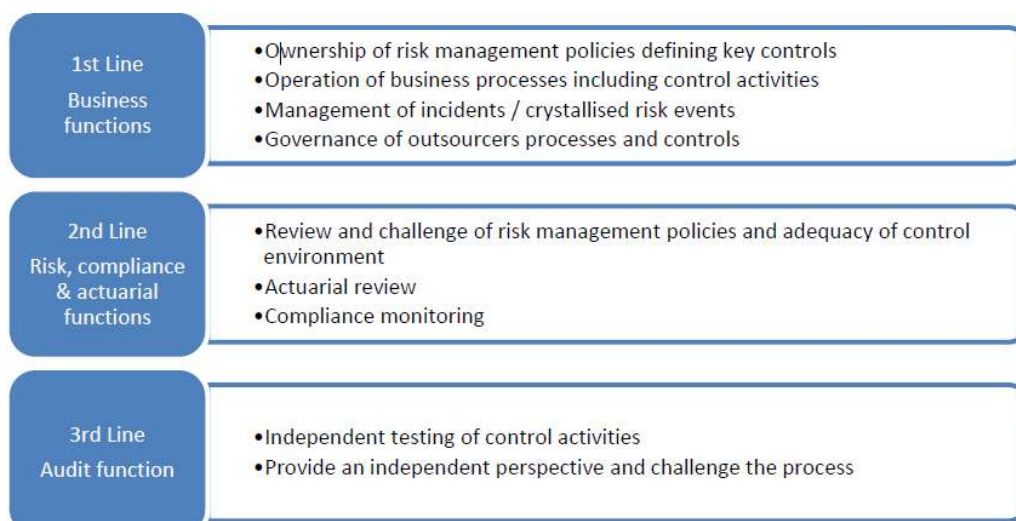 1st Line
Business
functions
•Ownership of risk management policies defining key controls
•Operation of business processes including control activities
•Management of incidents / crystallised risk events
•Governance of outsourcers processes and controls
2nd Line
Risk, compliance
& actuarial
functions
•Review and challenge of risk management policies and adequacy of control
environment
•Actuarial review
•Compliance monitoring
3rd Line
Audit function
•Independent testing of control activities
•Provide an independent perspective and challenge the process